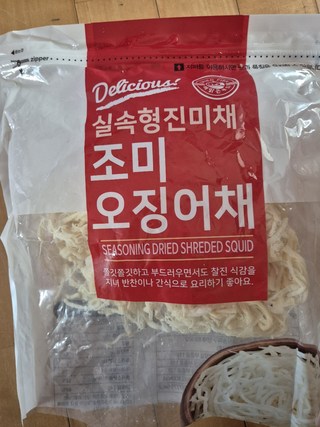 Delicious!
실속형진미채
조미
오징어채
SEASONING DRIED SHREDED SQUID
쫄깃쫄깃하고 부드러우면서도 찰진 식감을
지녀 반찬이나 간식으로 요리하기 좋아요.